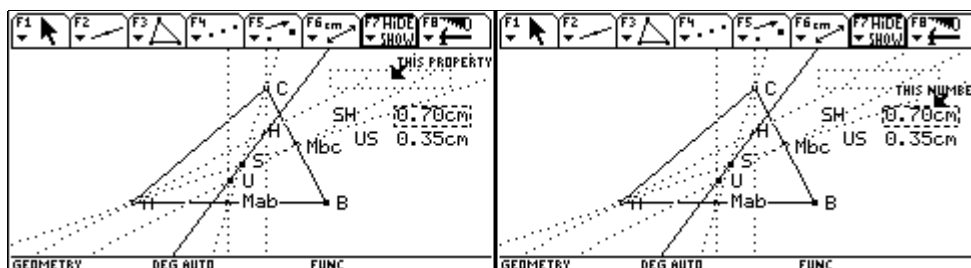 F1 F2 F3 F4 F5 F6 cm F7 HIDE SHOW F8
THIS PROPERTY
C
SH 0.70cm
H
US 0.35cm
Mbc
S
U
H Mab B
GEOMETRY DEG AUTO FUNC
F1 F2 F3 F4 F5 F6 cm F7 HIDE SHOW F8
C
THIS NUMBE
SH 0.70cm
H
US 0.35cm
Mbc
S
U
H Mab B
GEOMETRY DEG AUTO FUNC